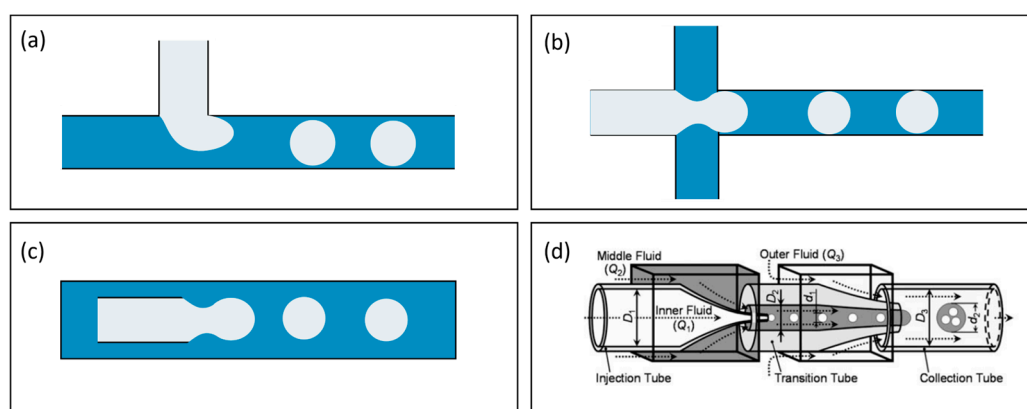 (a)
(b)
(c)
(d)
Middle Fluid
(Q2)
Outer Fluid (Q3)
D1
Inner Fluid
(Q1)
D2
d1
D3
d2
Injection Tube
Transition Tube
Collection Tube